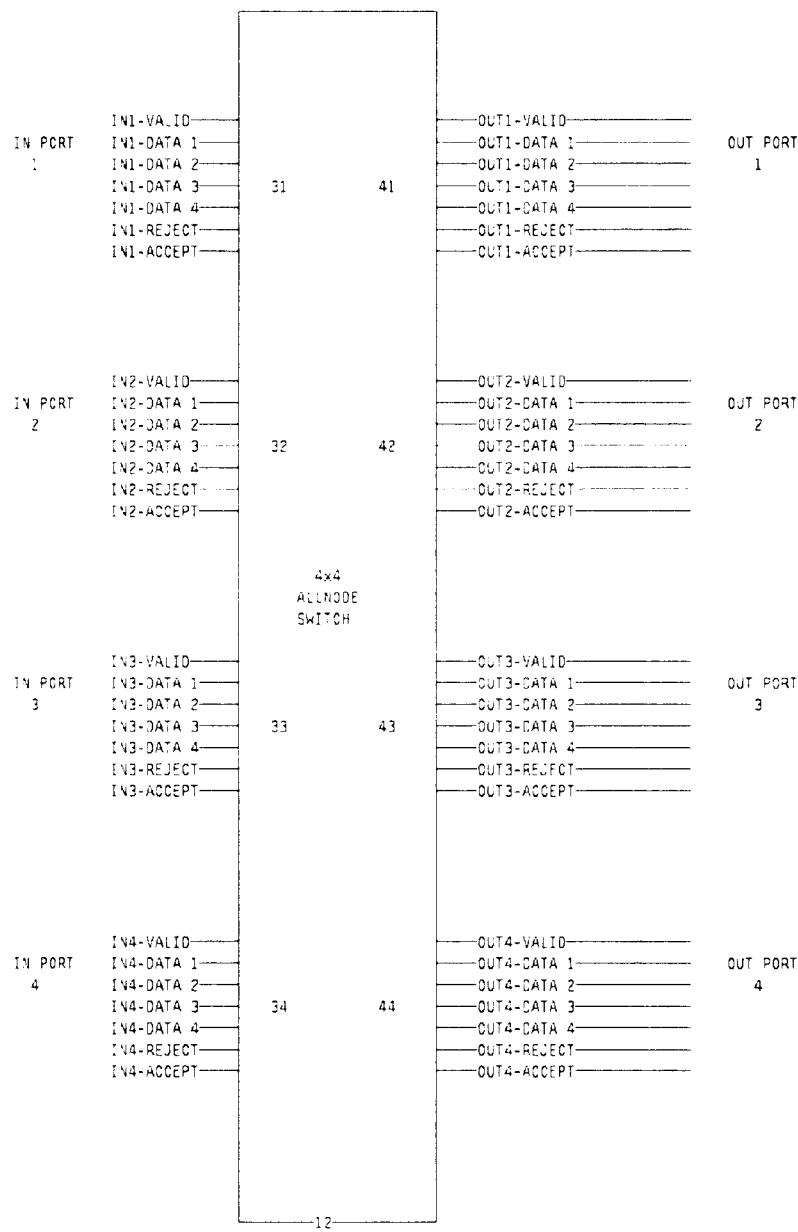 IN1-VALID OUT1-VALID
IN PORT IN1-DATA 1 OUT1-DATA 1 OUT PORT
1 IN1-DATA 2 OUT1-DATA 2 1
IN1-DATA 3 31 41 OUT1-DATA 3
IN1-DATA 4 OUT1-DATA 4
IN1-REJECT OUT1-REJECT
IN1-ACCEPT OUT1-ACCEPT
IN2-VALID OUT2-VALID
IN PORT IN2-DATA 1 OUT2-DATA 1 OUT PORT
2 IN2-DATA 2 OUT2-DATA 2 2
IN2-DATA 3 32 42 OUT2-DATA 3
IN2-DATA 4 OUT2-DATA 4
IN2-REJECT OUT2-REJECT
IN2-ACCEPT OUT2-ACCEPT
4x4
ALLNODE
SWITCH
IN3-VALID OUT3-VALID
IN PORT IN3-DATA 1 OUT3-DATA 1 OUT PORT
3 IN3-DATA 2 OUT3-DATA 2 3
IN3-DATA 3 33 43 OUT3-DATA 3
IN3-DATA 4 OUT3-DATA 4
IN3-REJECT OUT3-REJECT
IN3-ACCEPT OUT3-ACCEPT
IN4-VALID OUT4-VALID
IN PORT IN4-DATA 1 OUT4-DATA 1 OUT PORT
4 IN4-DATA 2 OUT4-DATA 2 4
IN4-DATA 3 34 44 OUT4-DATA 3
IN4-DATA 4 OUT4-DATA 4
IN4-REJECT OUT4-REJECT
IN4-ACCEPT OUT4-ACCEPT
12